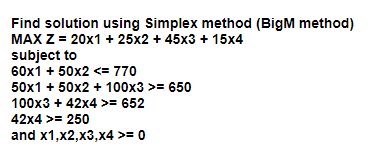 Find solution using Simplex method (BigM method)
MAX Z = 20x1 + 25x2 + 45x3 + 15x4
subject to
60x1 + 50x2 <= 770
50x1 + 50x2 + 100x3 >= 650
100x3 + 42x4 >= 652
42x4 >= 250
and x1,x2,x3,x4 >= 0